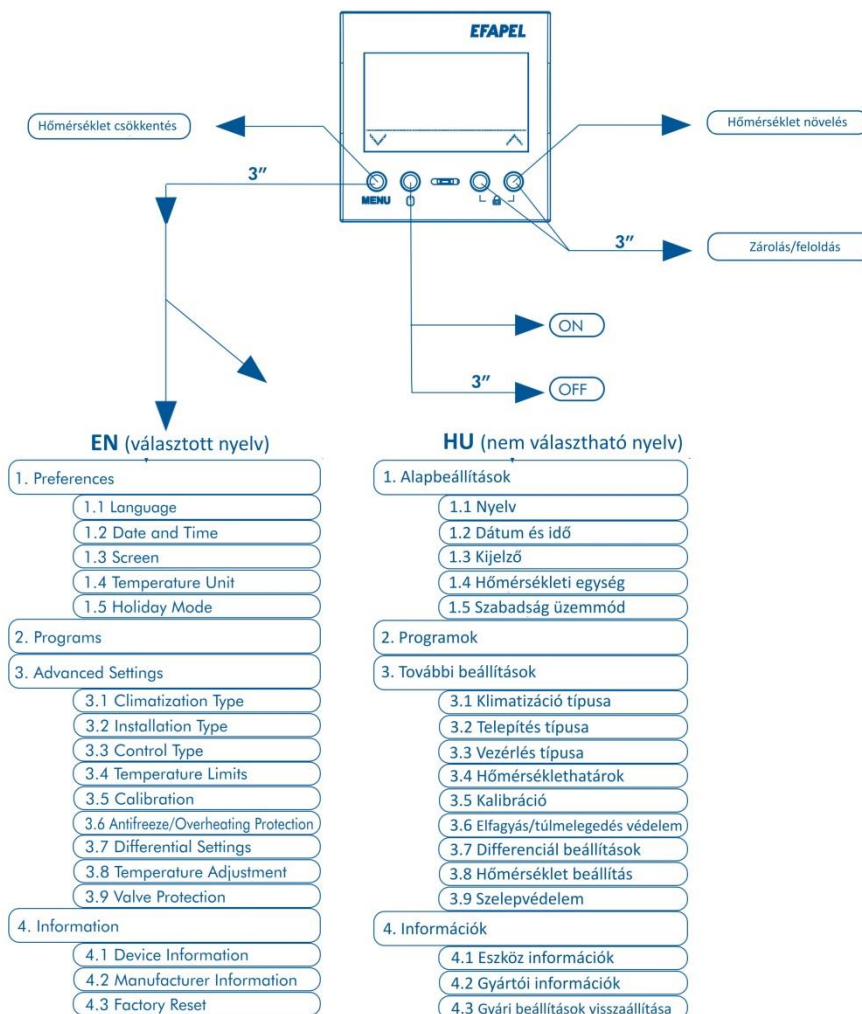 EFAPEL
Hőmérséklet csökkentés
Hőmérséklet növelés
3″
MENU
3″
Zárolás/feloldás
ON
3″
OFF
EN (választott nyelv)
1. Preferences
1.1 Language
1.2 Date and Time
1.3 Screen
1.4 Temperature Unit
1.5 Holiday Mode
2. Programs
3. Advanced Settings
3.1 Climatization Type
3.2 Installation Type
3.3 Control Type
3.4 Temperature Limits
3.5 Calibration
3.6 Antifreeze/Overheating Protection
3.7 Differential Settings
3.8 Temperature Adjustment
3.9 Valve Protection
4. Information
4.1 Device Information
4.2 Manufacturer Information
4.3 Factory Reset
HU (nem választható nyelv)
1. Alapbeállítások
1.1 Nyelv
1.2 Dátum és idő
1.3 Kijelző
1.4 Hőmérsékleti egység
1.5 Szabadság üzemmód
2. Programok
3. További beállítások
3.1 Klimatizáció típusa
3.2 Telepítés típusa
3.3 Vezérlés típusa
3.4 Hőmérséklethatárok
3.5 Kalibráció
3.6 Elfagyás/túlmelegedés védelem
3.7 Differenciál beállítások
3.8 Hőmérséklet beállítás
3.9 Szelepvédelem
4. Információk
4.1 Eszköz információk
4.2 Gyártói információk
4.3 Gyári beállítások visszaállítása